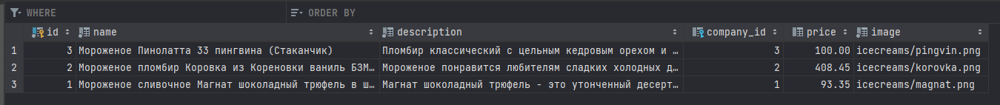 WHERE ORDER BY
id name description company_id price image
1 3 Мороженое Пинолатта 33 пингвина (Стаканчик) Пломбир классический с цельным кедровым орехом и … 3 100.00 icecreams/pingvin.png
2 2 Мороженое пломбир Коровка из Кореновки ваниль БЗМ… Мороженое понравится любителям сладких холодных д… 2 408.45 icecreams/korovka.png
3 1 Мороженое сливочное Магнат шоколадный трюфель в ш… Магнат шоколадный трюфель - это утонченный десерт… 1 93.35 icecreams/magnat.png